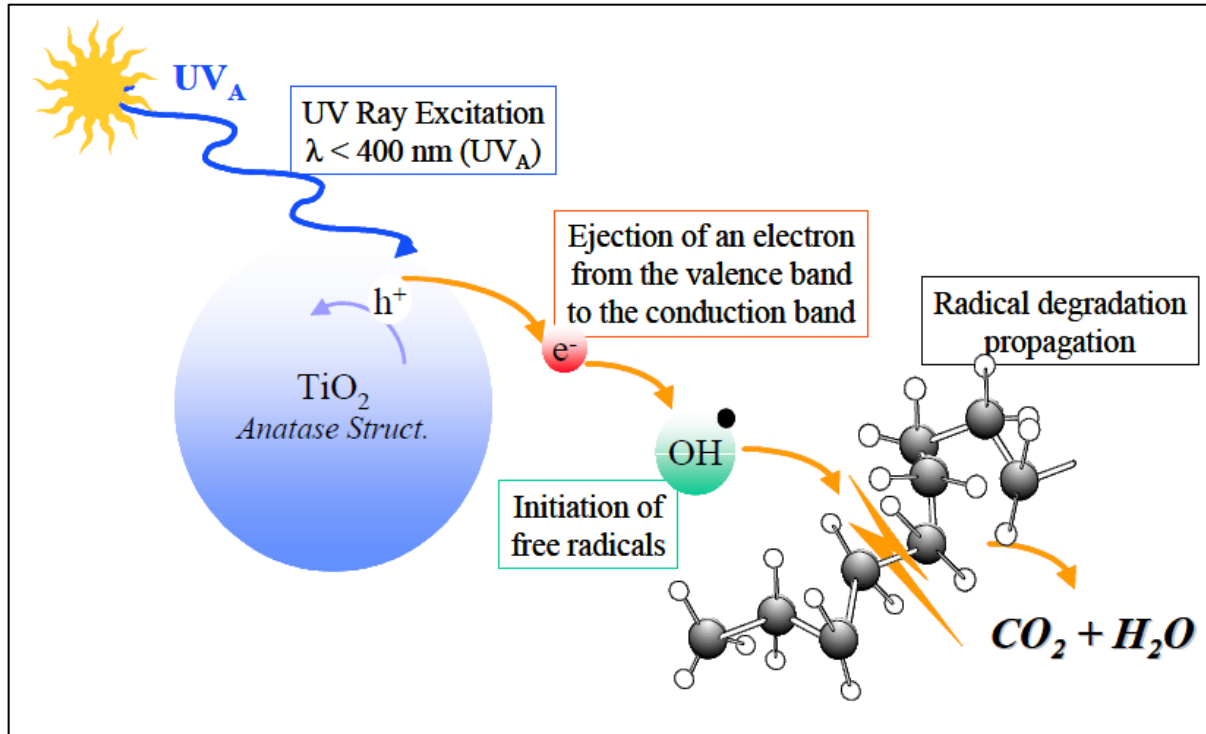 UVA
UV Ray Excitation
λ < 400 nm (UVA)
Ejection of an electron
from the valence band
to the conduction band
h+
Radical degradation
propagation
e-
TiO2
Anatase Struct.
OH
Initiation of
free radicals
CO2 + H2O